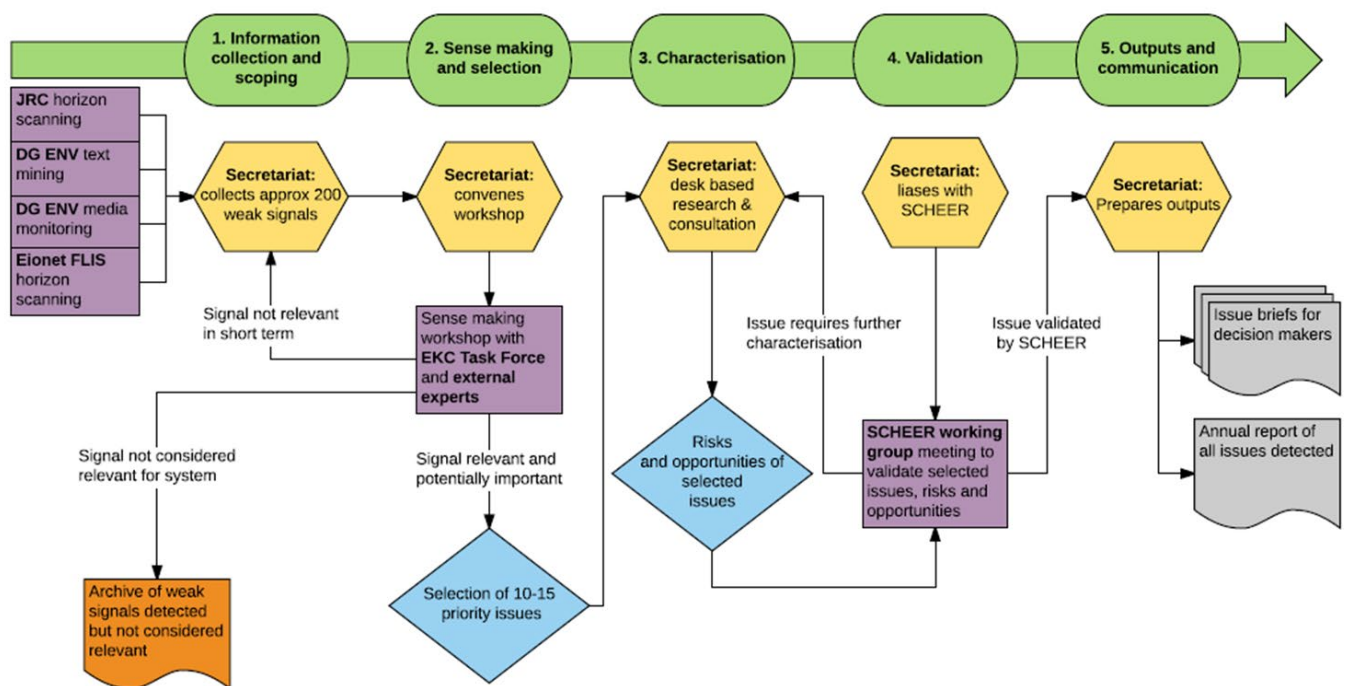 1. Information
collection and
scoping
2. Sense making
and selection
3. Characterisation
4. Validation
5. Outputs and
communication
JRC horizon
scanning
DG ENV text
mining
DG ENV media
monitoring
Eionet FLIS
horizon
scanning
Secretariat:
collects approx 200
weak signals
Secretariat:
convenes
workshop
Secretariat:
desk based
research &
consultation
Secretariat:
liases with
SCHEER
Secretariat:
Prepares outputs
Signal not relevant
in short term
Sense making
workshop with
EKC Task Force
and external
experts
Issue requires further
characterisation
Issue validated
by SCHEER
Issue briefs for
decision makers
Signal not considered
relevant for system
Signal relevant and
potentially important
Risks
and opportunities of
selected
issues
SCHEER working
group meeting to
validate selected
issues, risks and
opportunities
Annual report of
all issues detected
Archive of weak
signals detected
but not considered
relevant
Selection of 10-15
priority issues